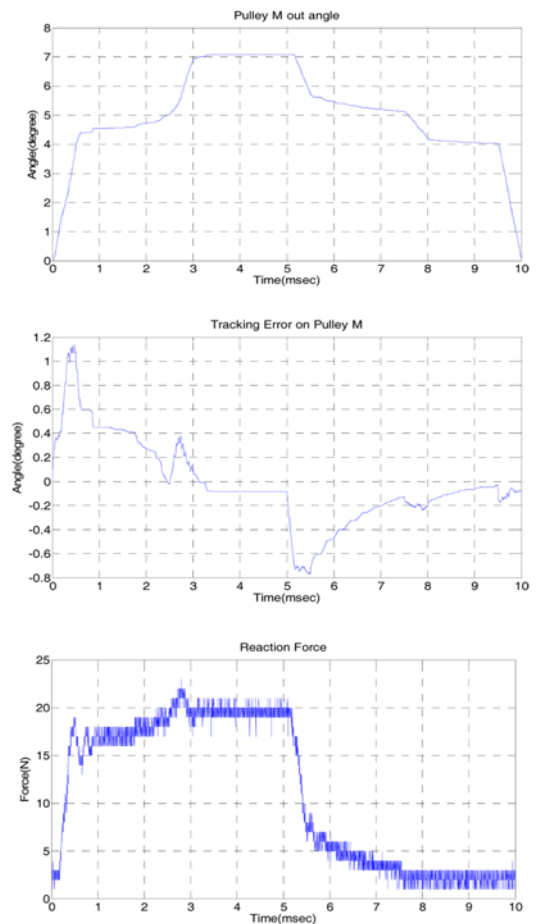 Pulley M out angle
8
7
6
5
4
3
2
1
0
Angle(degree)
0 1 2 3 4 5 6 7 8 9 10
Time(msec)
Tracking Error on Pulley M
1.2
1
0.8
0.6
0.4
0.2
0
-0.2
-0.4
-0.6
-0.8
Angle(degree)
0 1 2 3 4 5 6 7 8 9 10
Time(msec)
Reaction Force
25
20
15
10
5
0
Force(N)
0 1 2 3 4 5 6 7 8 9 10
Time(msec)